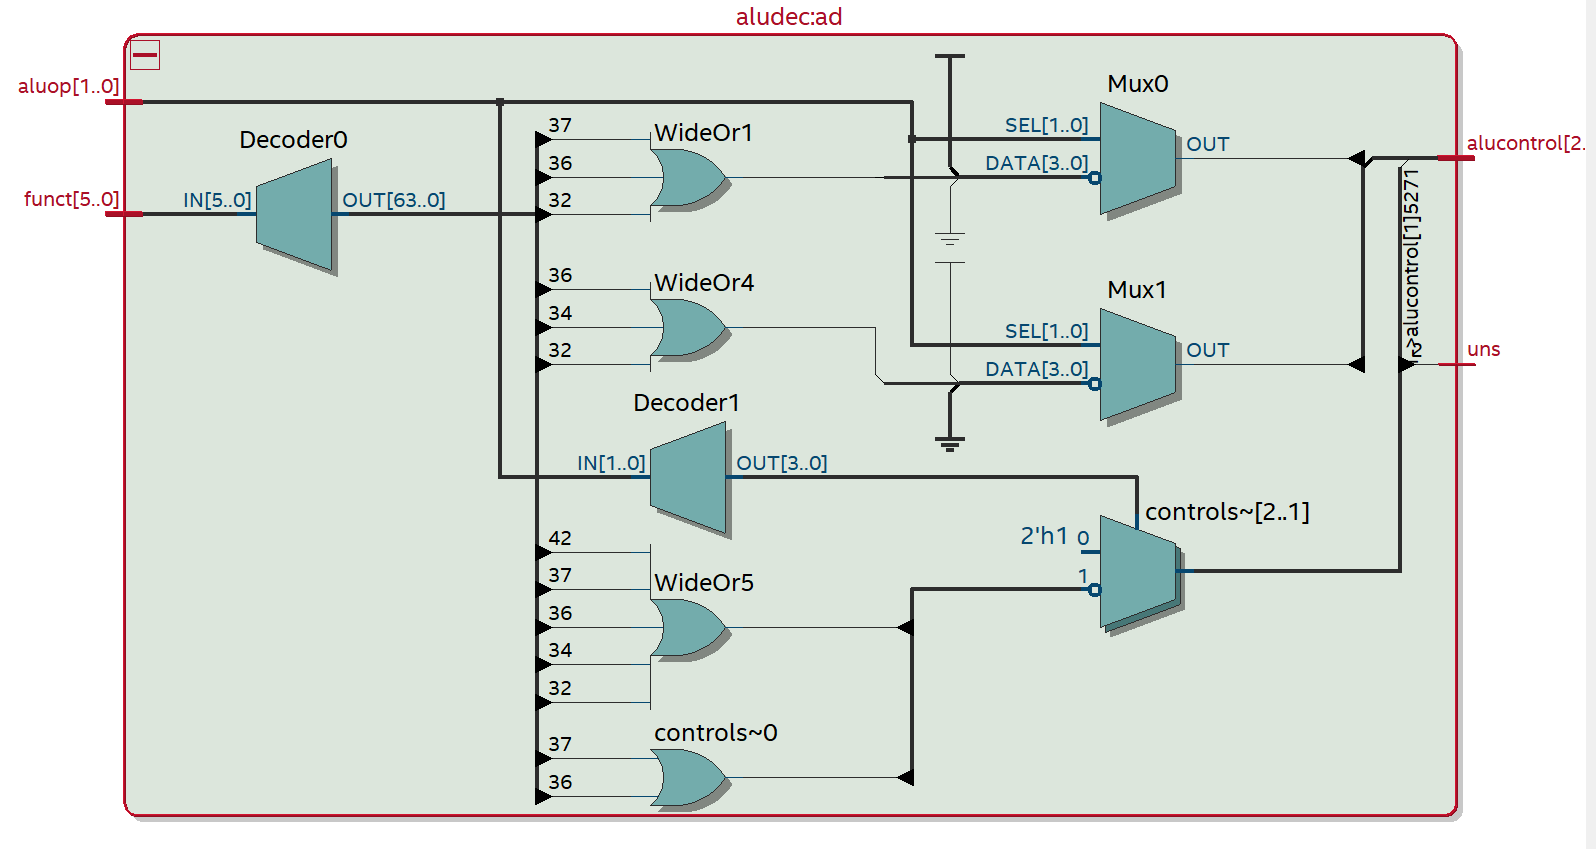 aludec:ad
aluop[1..0]
funct[5..0]
Decoder0
IN[5..0]
OUT[63..0]
37
WideOr1
36
32
36
WideOr4
34
32
Decoder1
IN[1..0]
OUT[3..0]
42
37
WideOr5
36
34
32
controls~0
37
36
Mux0
SEL[1..0]
DATA[3..0]
OUT
Mux1
SEL[1..0]
DATA[3..0]
OUT
controls~[2..1]
2'h1
0
1
alucontrol[2.
>alucontrol[1]5271
uns